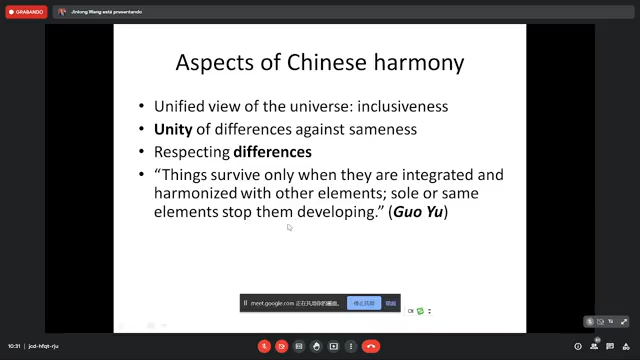 GRABANDO
Jinlong Wang está presentando
Aspects of Chinese harmony
• Unified view of the universe: inclusiveness
• Unity of differences against sameness
• Respecting differences
• “Things survive only when they are integrated and
harmonized with other elements; sole or same
elements stop them developing.” (Guo Yu)
meet.google.com 正在共享你的画面。
停止共享
隐藏
10:31
jcd-hfqt-rju